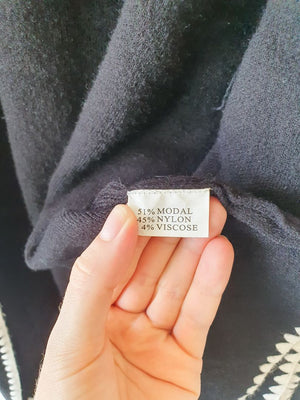 51% MODAL
45% NYLON
4% VISCOSE